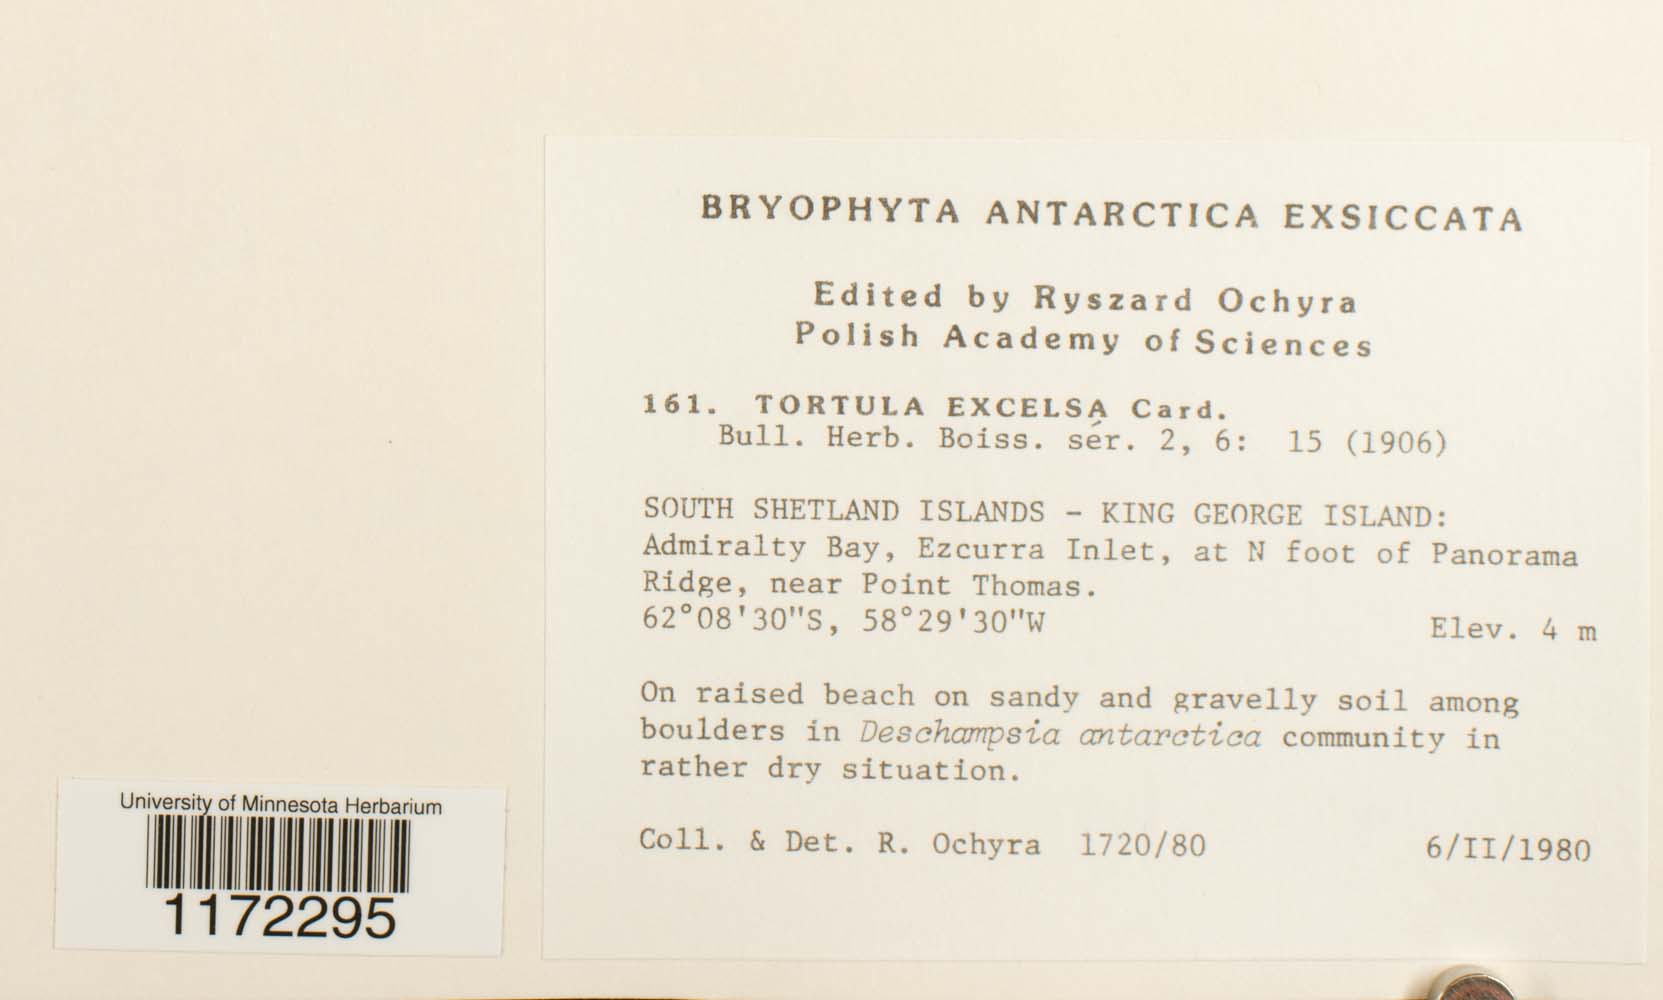 BRYOPHYTA ANTARCTICA EXSICCATA
Edited by Ryszard Ochyra
Polish Academy of Sciences
161. TORTULA EXCELSA Card.
Bull. Herb. Boiss. sér. 2, 6: 15 (1906)
SOUTH SHETLAND ISLANDS - KING GEORGE ISLAND:
Admiralty Bay, Ezcurra Inlet, at N foot of Panorama
Ridge, near Point Thomas.
62°08'30"S, 58°29'30"W Elev. 4 m
On raised beach on sandy and gravelly soil among
boulders in Deschampsia antarctica community in
rather dry situation.
Coll. & Det. R. Ochyra 1720/80 6/II/1980
University of Minnesota Herbarium
1172295